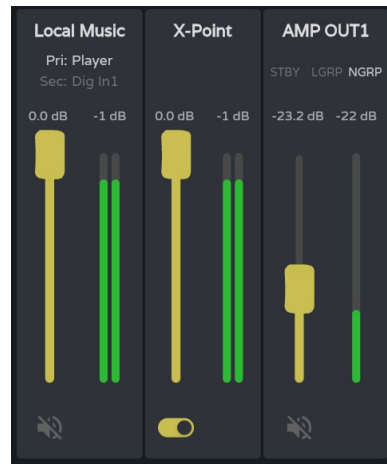 Local Music
Pri: Player
Sec: Dig In1
0.0 dB -1 dB
X-Point
0.0 dB -1 dB
AMP OUT1
STBY LGRP NGRP
-23.2 dB -22 dB